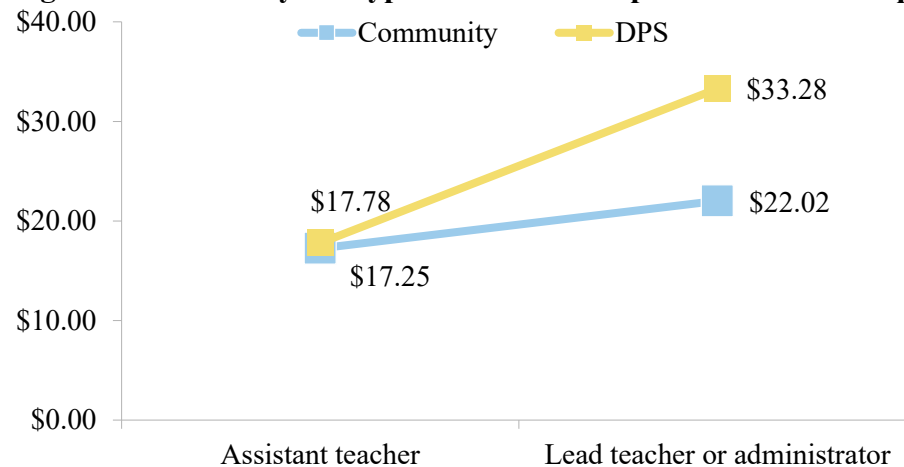 $40.00
Community
DPS
$33.28
$30.00
$17.78
$20.00
$22.02
$17.25
$10.00
$0.00
Assistant teacher
Lead teacher or administrator